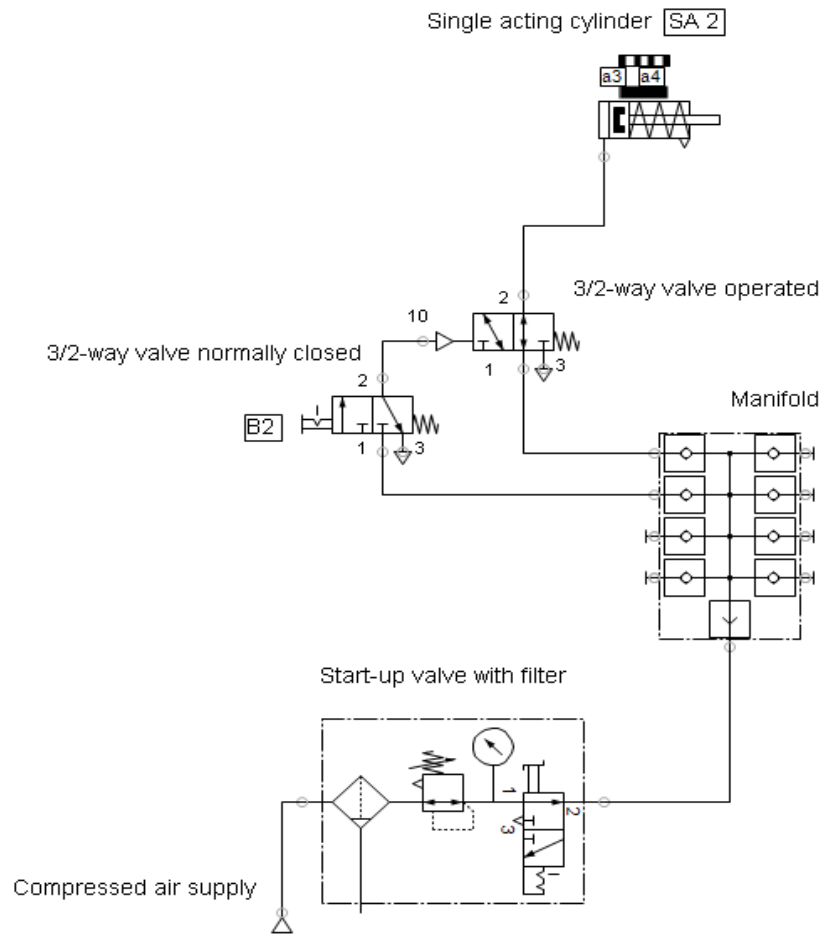 Single acting cylinder SA 2
a3 a4
2
3/2-way valve operated
10
1 3
3/2-way valve normally closed
2
B2
1 3
Manifold
Start-up valve with filter
1
2
3
Compressed air supply